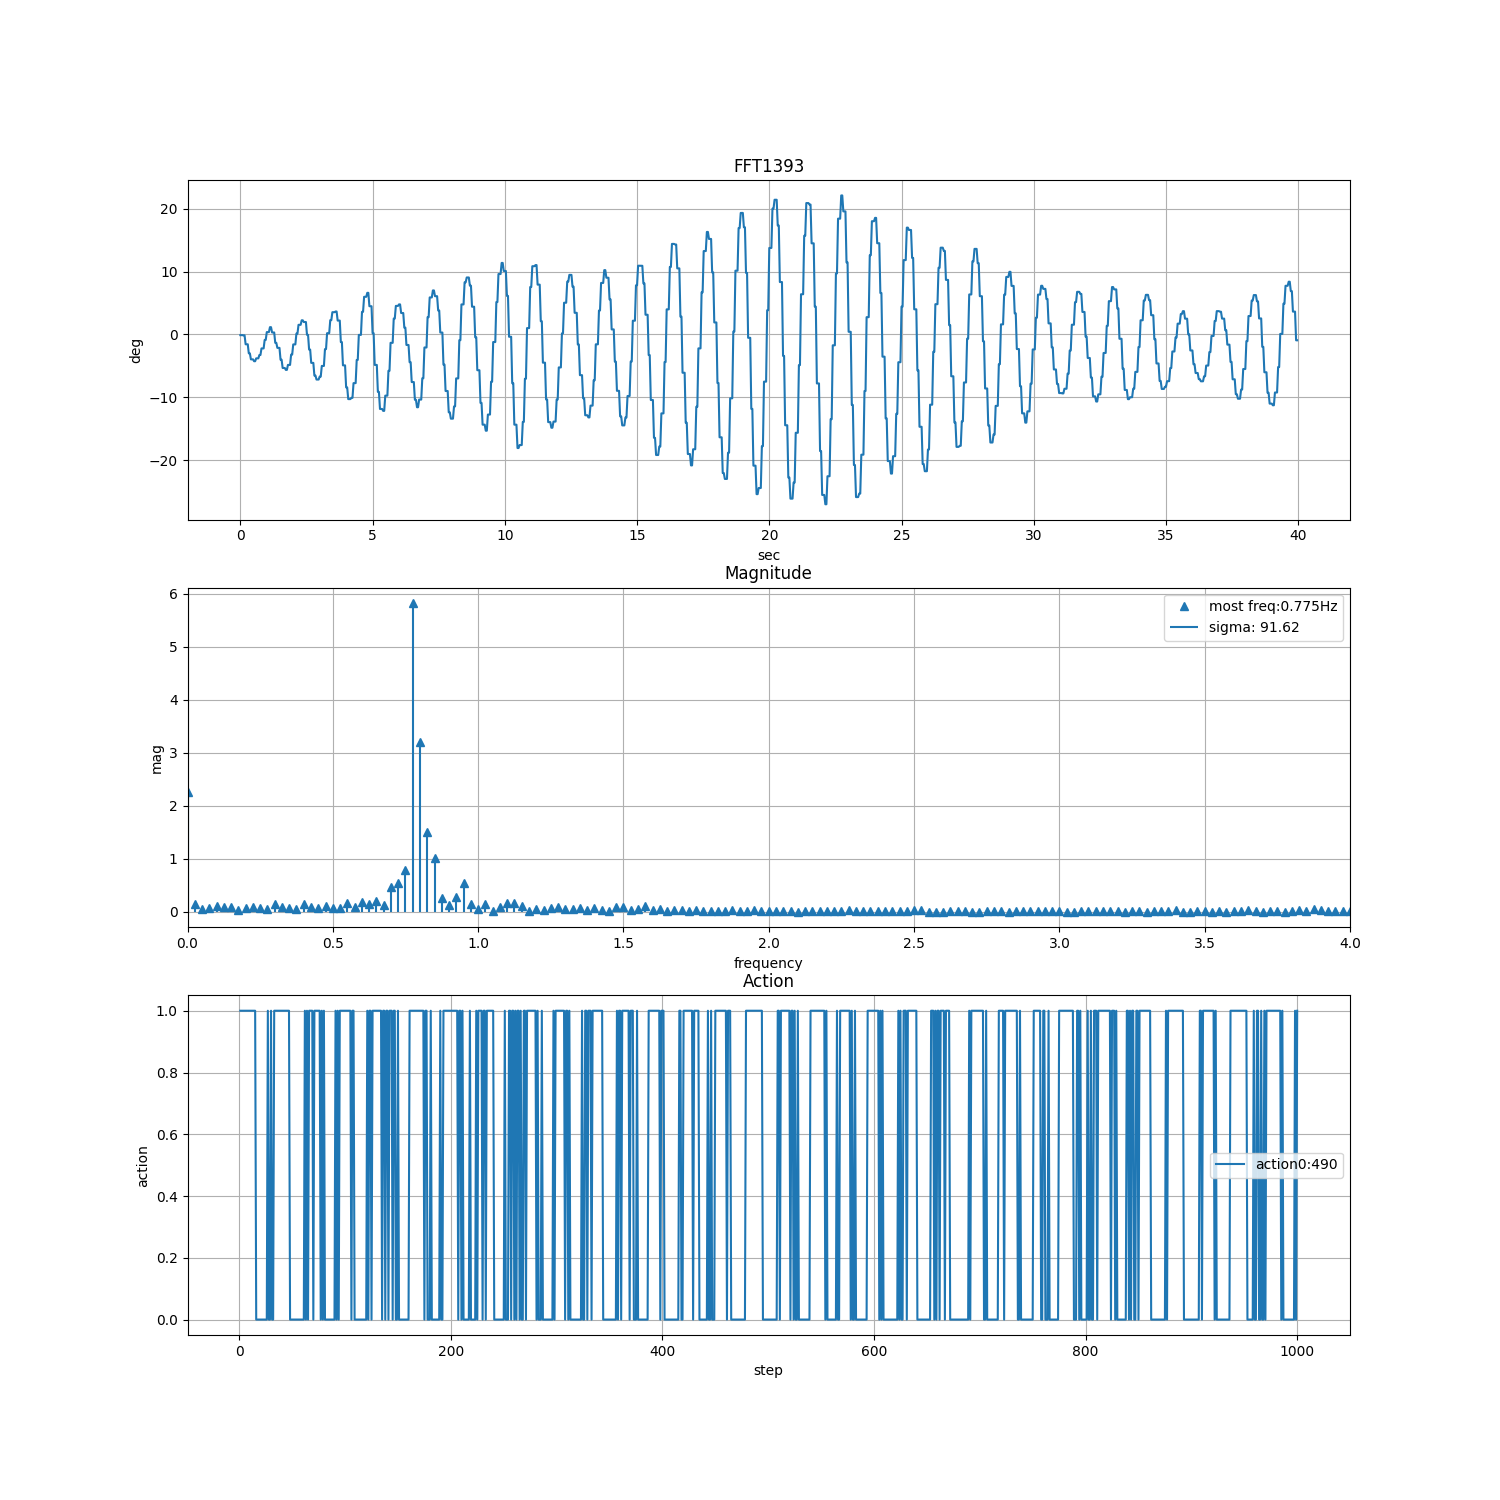 FFT1393
20
10
0
−10
−20
deg
0 5 10 15 20 25 30 35 40
sec
Magnitude
6
5
4
3
2
1
0
mag
most freq:0.775Hz
sigma: 91.62
0.0 0.5 1.0 1.5 2.0 2.5 3.0 3.5 4.0
frequency
Action
1.0
0.8
0.6
0.4
0.2
0.0
action
action0:490
0 200 400 600 800 1000
step